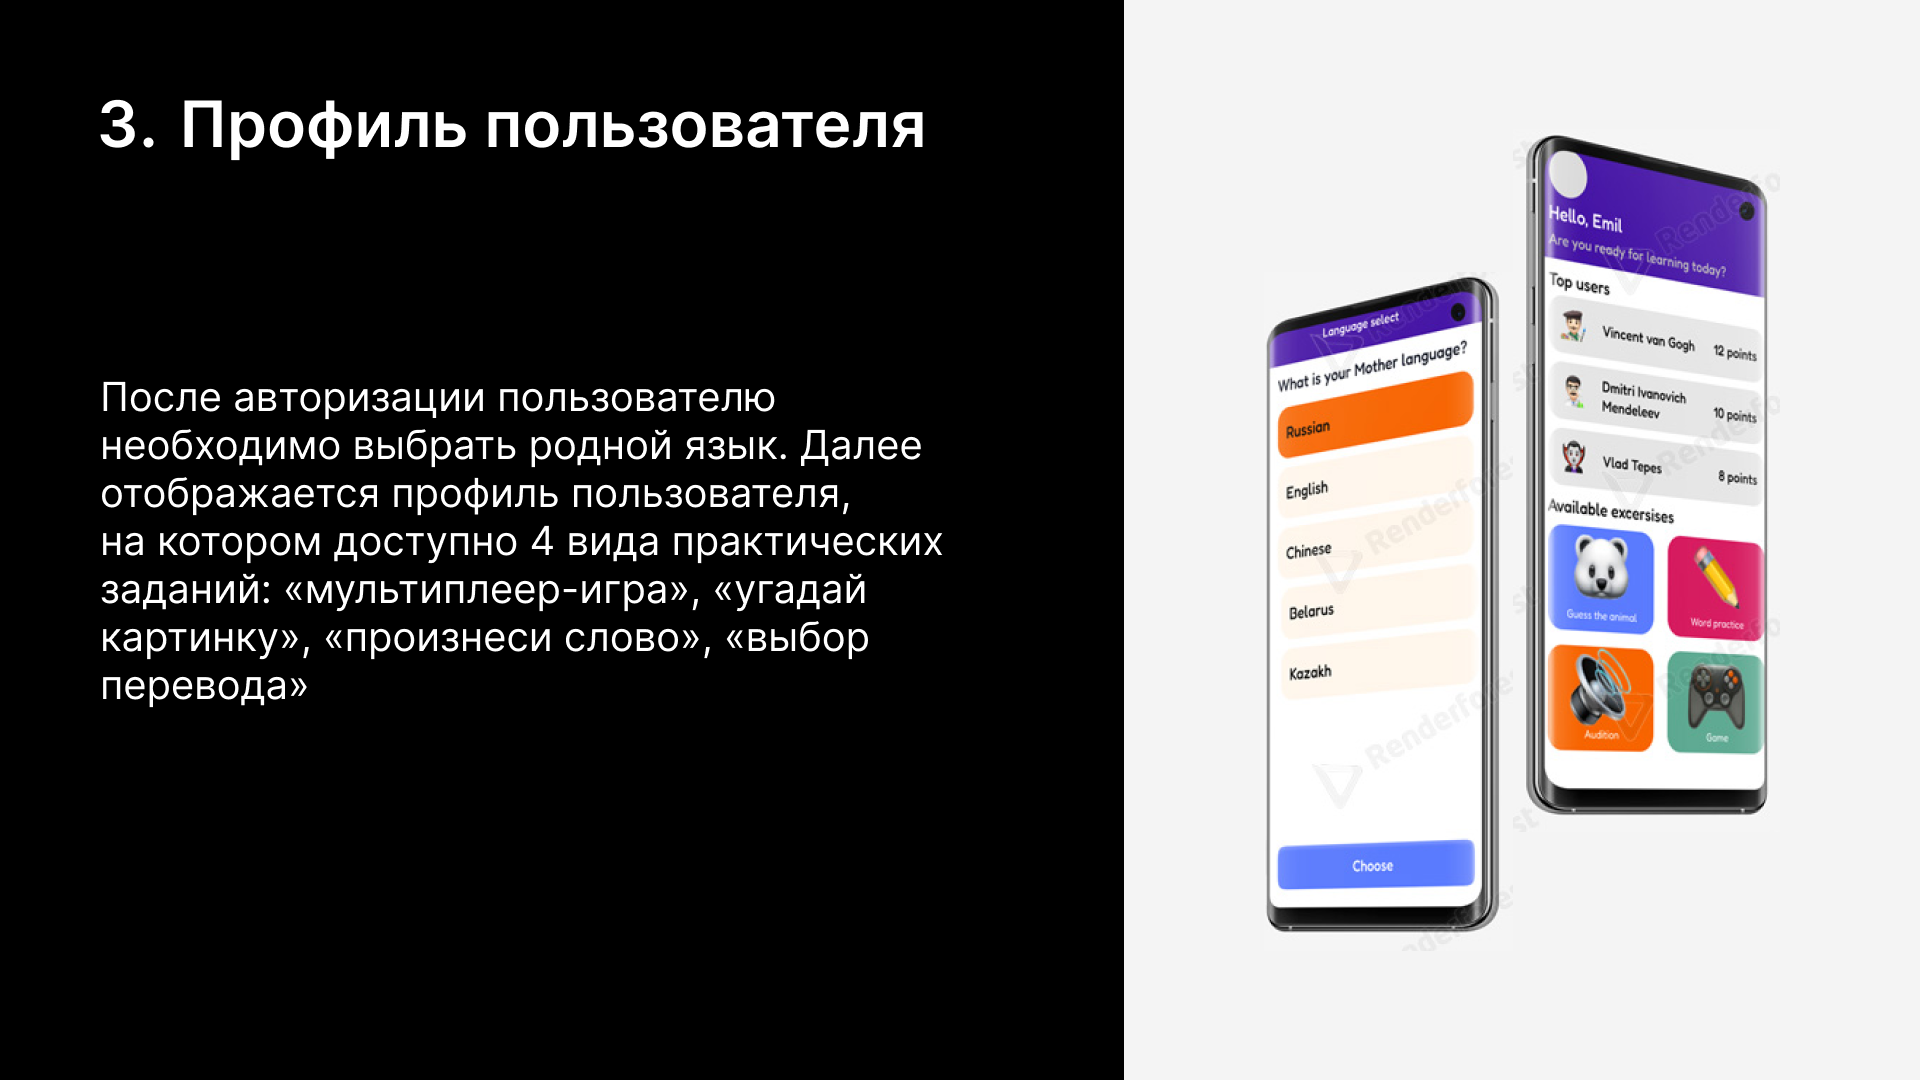 3. Профиль пользователя
После авторизации пользователю
необходимо выбрать родной язык. Далее
отображается профиль пользователя,
на котором доступно 4 вида практических
заданий: «мультиплеер-игра», «угадай
картинку», «произнеси слово», «выбор
перевода»
Language select
What is your Mother language?
Russian
English
Chinese
Belarus
Kazakh
Choose
Hello, Emil
Are you ready for learning today?
Top users
Vincent van Gogh
12 points
Dmitri Ivanovich
Mendeleev
10 points
Vlad Tepes
8 points
Available excersises
Guess the animal
Word practice
Audition
Game